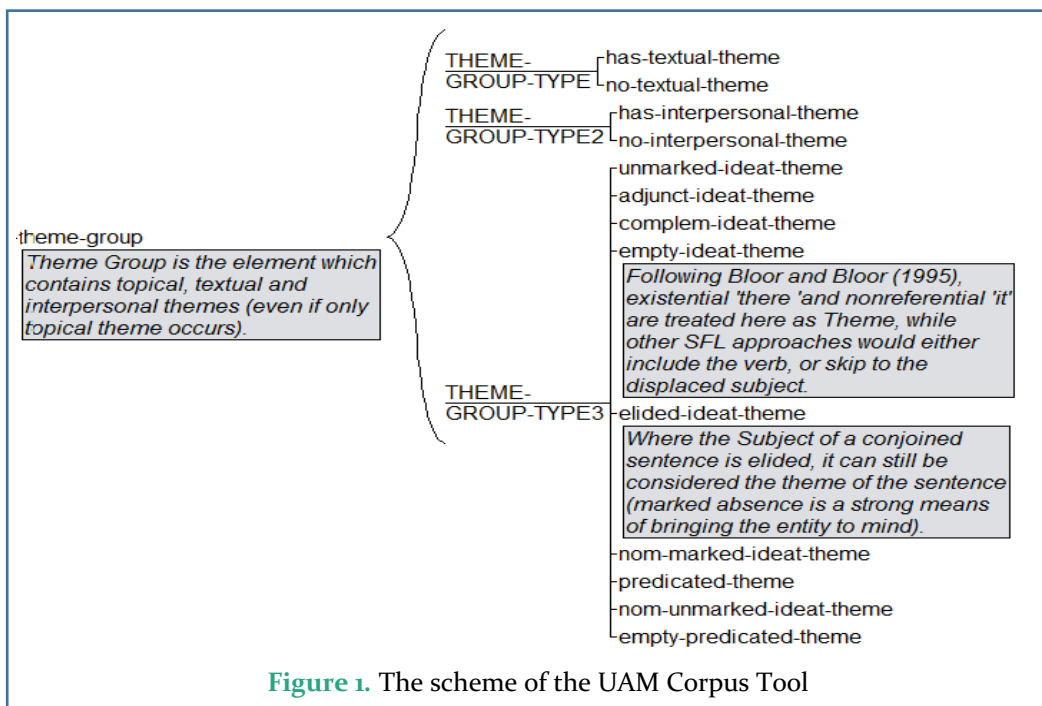 THEME-
GROUP-TYPE
has-textual-theme
no-textual-theme
THEME-
GROUP-TYPE2
has-interpersonal-theme
no-interpersonal-theme
theme-group
Theme Group is the element which
contains topical, textual and
interpersonal themes (even if only
topical theme occurs).
THEME-
GROUP-TYPE3
unmarked-ideat-theme
adjunct-ideat-theme
complem-ideat-theme
empty-ideat-theme
Following Bloor and Bloor (1995),
existential 'there 'and nonreferential 'it'
are treated here as Theme, while
other SFL approaches would either
include the verb, or skip to the
displaced subject.
elided-ideat-theme
Where the Subject of a conjoined
sentence is elided, it can still be
considered the theme of the sentence
(marked absence is a strong means
of bringing the entity to mind).
nom-marked-ideat-theme
predicated-theme
nom-unmarked-ideat-theme
empty-predicated-theme
Figure 1. The scheme of the UAM Corpus Tool